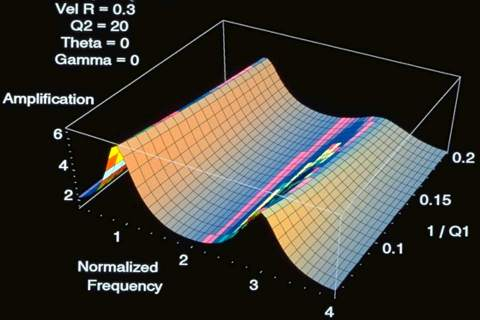 Vel R = 0.3
Q2 = 20
Theta = 0
Gamma = 0
Amplification
6
4
2
1
2
3
4
Normalized
Frequency
0.2
0.15
0.1
1 / Q1